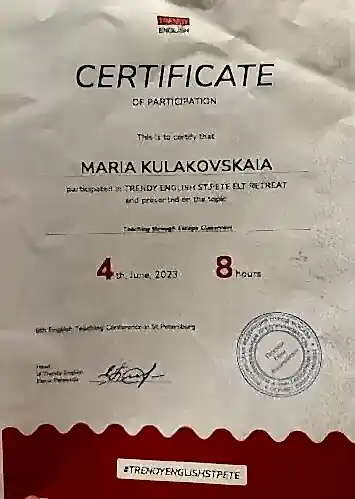 TRENDY
ENGLISH
CERTIFICATE
OF PARTICIPATION
This is to certify that
MARIA KULAKOVSKAIA
participated in TRENDY ENGLISH ST.PETE ELT RETREAT
and presented on the topic
Teaching through Escape Classroom
4th June, 2023 8 hours
6th English Teaching Conference in St Petersburg
Head
of Trendy English
#TRENDYENGLISHSTPETE